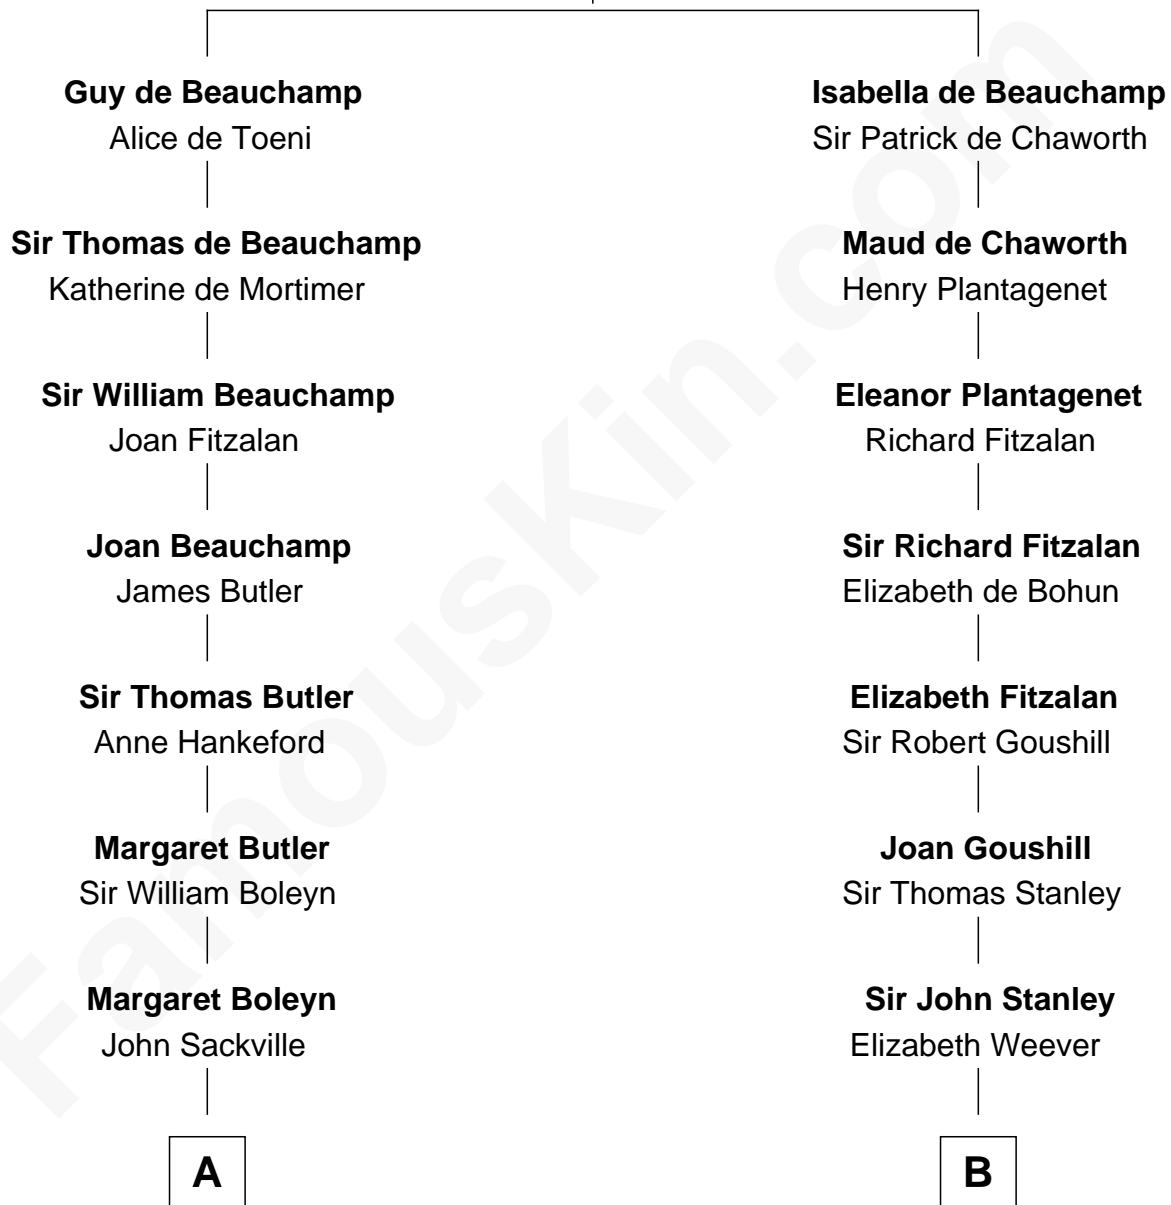 Guy de Beauchamp
Alice de Toeni
Isabella de Beauchamp
Sir Patrick de Chaworth
Sir Thomas de Beauchamp
Katherine de Mortimer
Maud de Chaworth
Henry Plantagenet
Sir William Beauchamp
Joan Fitzalan
Eleanor Plantagenet
Richard Fitzalan
Joan Beauchamp
James Butler
Sir Richard Fitzalan
Elizabeth de Bohun
Sir Thomas Butler
Anne Hankeford
Elizabeth Fitzalan
Sir Robert Goushill
Margaret Butler
Sir William Boleyn
Joan Goushill
Sir Thomas Stanley
Margaret Boleyn
John Sackville
Sir John Stanley
Elizabeth Weever
A
B
FamousKin.com